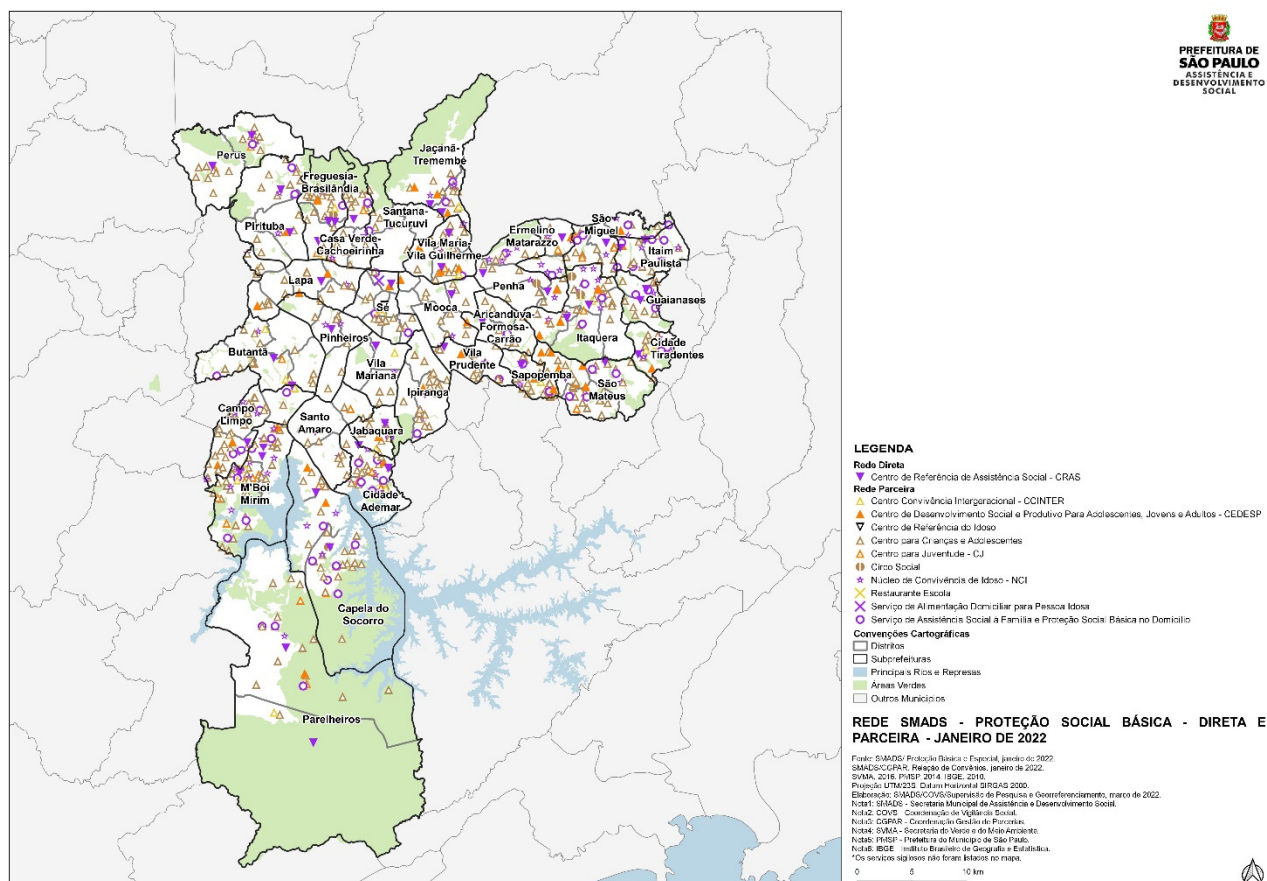 PREFEITURA DE
SÃO PAULO
ASSISTÊNCIA E
DESENVOLVIMENTO
SOCIAL
Perus
Jaçanã-
Tremembé
Freguesia-
Brasilândia
Pirituba
Santana-
Tucuruvi
Casa Verde-
Cachoeirinha
Vila Maria-
Vila Guilherme
Ermelino
Matarazzo
São
Miguel
Itaim
Paulista
Lapa
Sé
Mooca
Penha
Guaianases
Aricanduva-
Formosa-
Carrão
Itaquera
Cidade
Tiradentes
Butantã
Pinheiros
Vila
Mariana
Vila
Prudente
Sapopemba
São
Mateus
Ipiranga
Campo
Limpo
Santo
Amaro
Jabaquara
M'Boi
Mirim
Cidade
Ademar
Capela do
Socorro
Parelheiros
LEGENDA
Rede Direta
Centro de Referência de Assistência Social - CRAS
Rede Parceira
Centro Convivência Intergeracional - CCINTER
Centro de Desenvolvimento Social e Produtivo Para Adolescentes, Jovens e Adultos - CEDESP
Centro de Referência do Idoso
Centro para Crianças e Adolescentes
Centro para Juventude - CJ
Circo Social
Núcleo de Convivência de Idoso - NCI
Restaurante Escola
Serviço de Alimentação Domiciliar para Pessoa Idosa
Serviço de Assistência Social à Família e Proteção Social Básica no Domicílio
Convenções Cartográficas
Distritos
Subprefeituras
Principais Rios e Represas
Áreas Verdes
Outros Municípios
REDE SMADS - PROTEÇÃO SOCIAL BÁSICA - DIRETA E
PARCEIRA - JANEIRO DE 2022
Fonte: SMADS/ Proteção Básica e Especial, janeiro de 2022.
SMADS/CGPAR. Relação de Convênios, janeiro de 2022.
SVMA, 2016. PMSP, 2014. IBGE, 2010.
Projeção UTM/23S. Datum Horizontal SIRGAS 2000.
Elaboração: SMADS/COVS/Supervisão de Pesquisa e Georreferenciamento, março de 2022.
Nota1: SMADS - Secretaria Municipal de Assistência e Desenvolvimento Social.
Nota2: COVS - Coordenação de Vigilância Social.
Nota3: CGPAR - Coordenação Gestão de Parcerias.
Nota4: SVMA - Secretaria do Verde e do Meio Ambiente.
Nota5: PMSP - Prefeitura do Município de São Paulo.
Nota6: IBGE - Instituto Brasileiro de Geografia e Estatística.
*Os serviços sigilosos não foram listados no mapa.
0 5 10 km